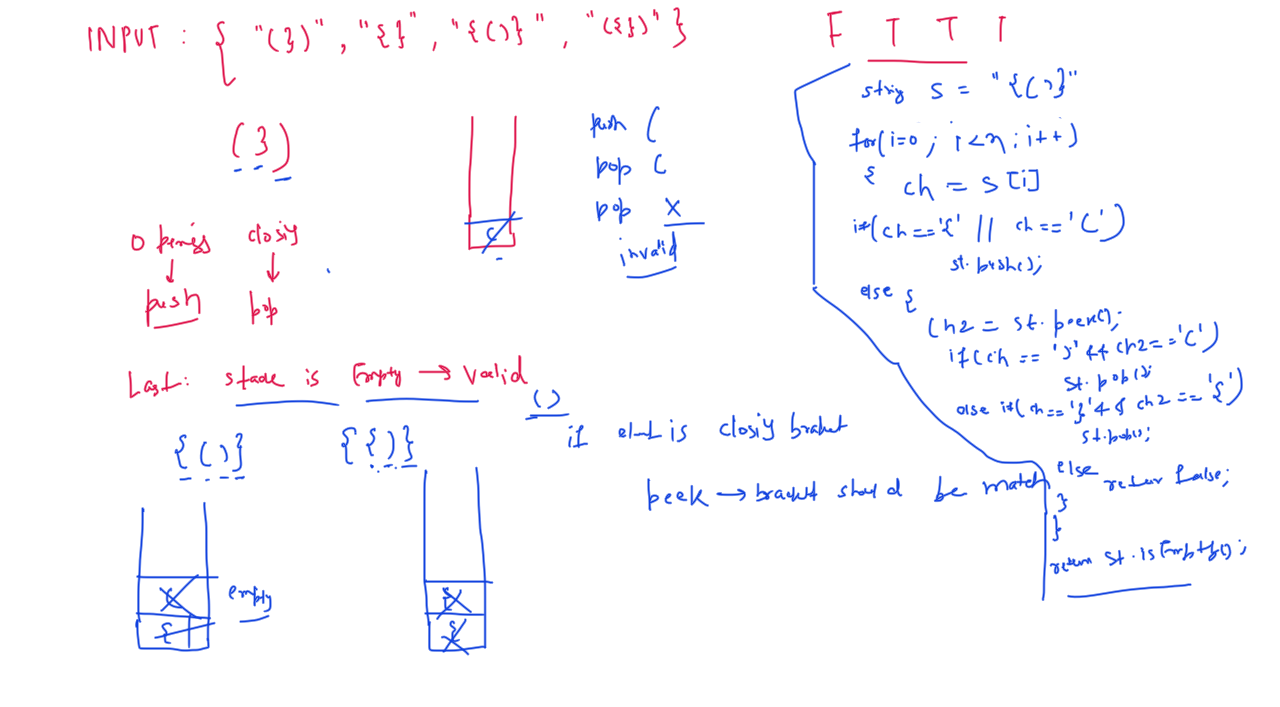 INPUT : { "(})", "{}", "{()}", "({})" }
F T T T
(})
push (
pop (
pop X
invalid
openings closing
push pop
Last: stack is Empty → valid
()
{()} {{)}
if el-t is closing bracket
peek → bracket should be match
empty
string s = "{()}"
for(i=0; i<n; i++)
{ ch = s[i]
if(ch=='{' || ch=='(')
st.push();
else {
ch2 = st.peek();
if(ch == ')' && ch2=='(')
st.pop();
else if(ch=='}' && ch2 == '{')
st.pop();
else return false;
}
}
return st.isEmpty();